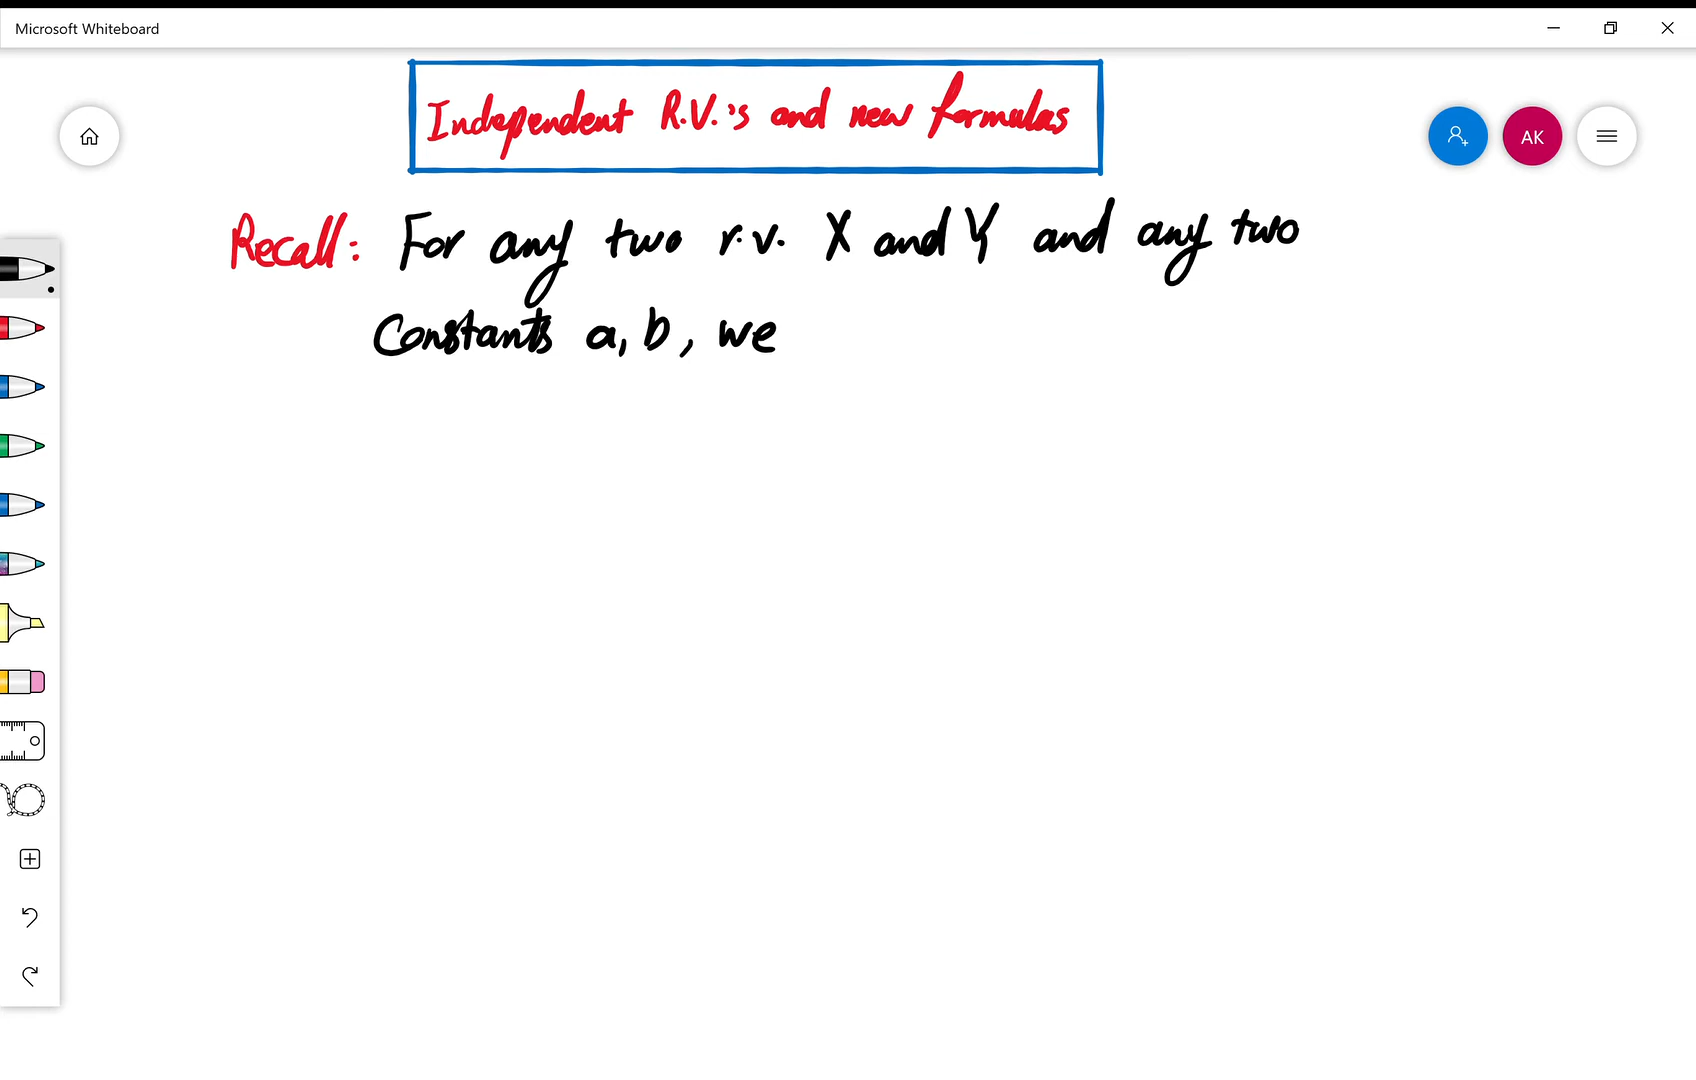 Microsoft Whiteboard
Independent R.V.'s and new formulas
AK
Recall: For any two r.v. X and Y and any two
Constants a, b, we